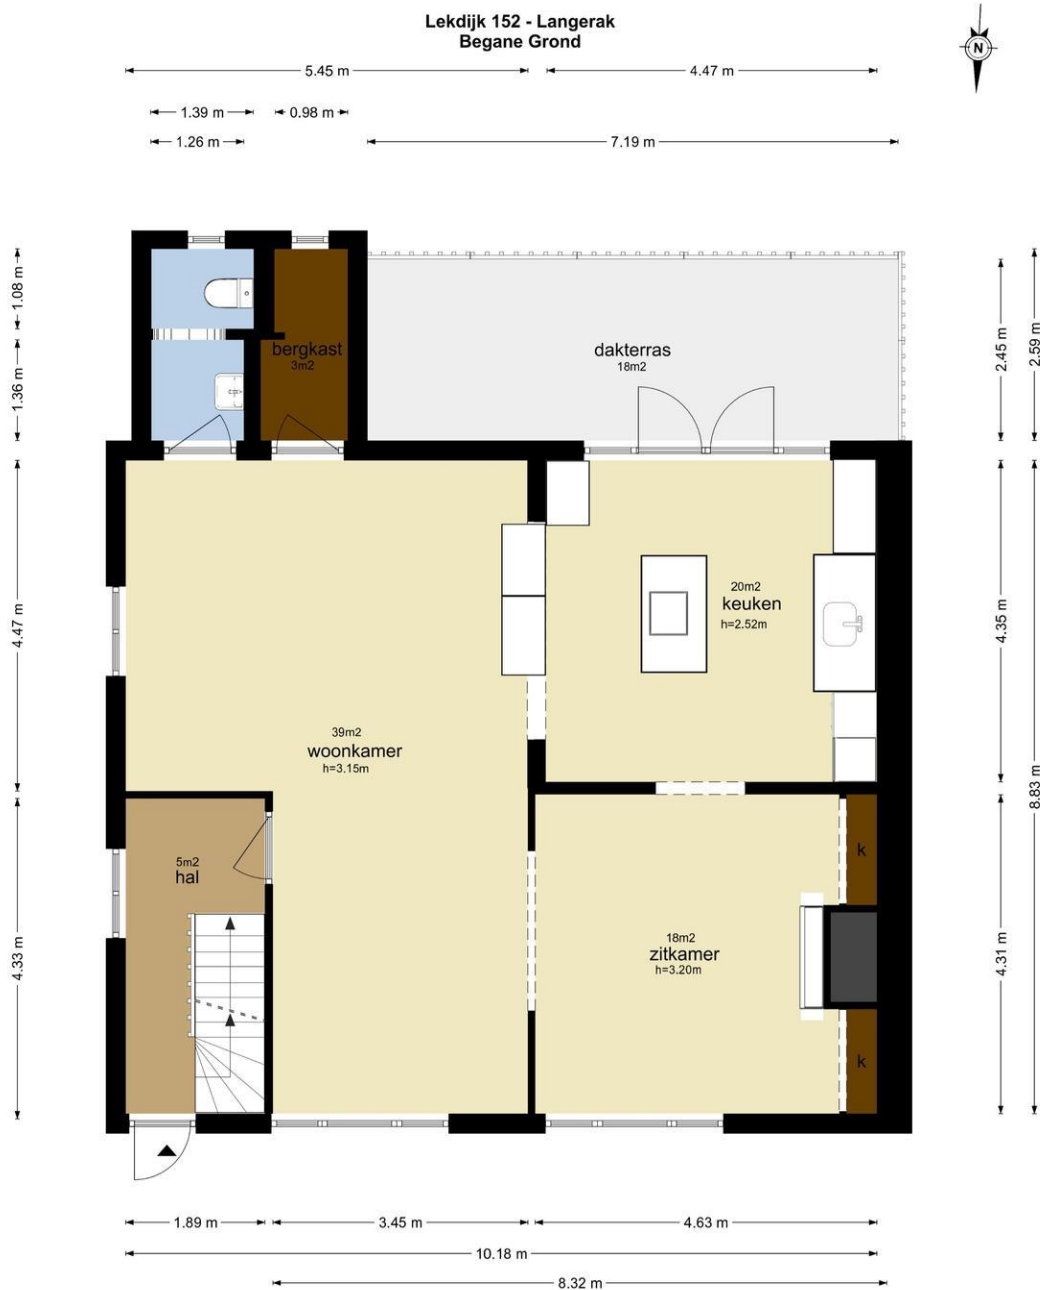 Lekdijk 152 - Langerak
Begane Grond
N
5.45 m
4.47 m
1.39 m
0.98 m
1.26 m
7.19 m
1.08 m
1.36 m
2.45 m
2.59 m
bergkast
3m2
dakterras
18m2
4.47 m
4.35 m
8.83 m
20m2
keuken
h=2.52m
39m2
woonkamer
h=3.15m
5m2
hal
k
4.33 m
18m2
zitkamer
h=3.20m
4.31 m
k
1.89 m
3.45 m
4.63 m
10.18 m
8.32 m